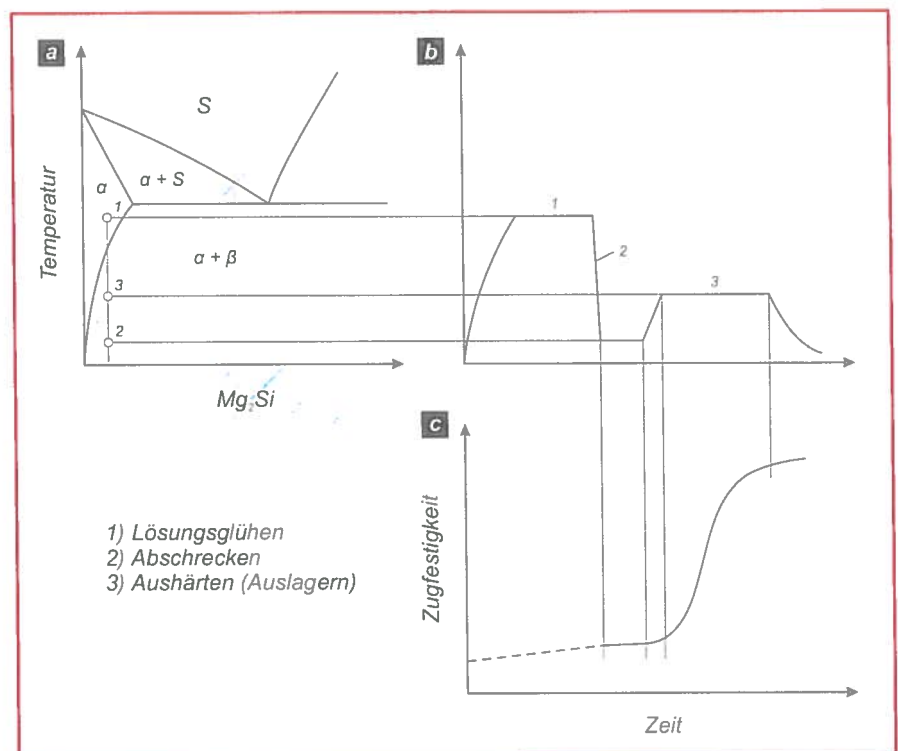 a
b
S
α + S
α
1
1
2
α + β
3
3
2
Temperatur
Mg₂Si
c
1) Lösungsglühen
2) Abschrecken
3) Aushärten (Auslagern)
Zugfestigkeit
Zeit